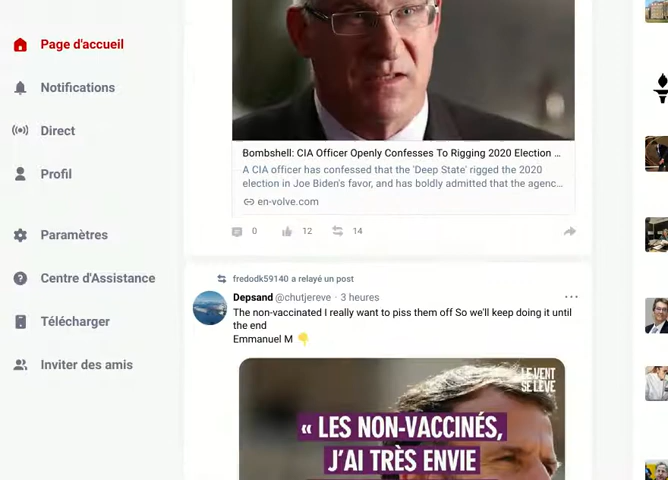 Page d'accueil
Notifications
Direct
Profil
Paramètres
Centre d'Assistance
Télécharger
Inviter des amis
Bombshell: CIA Officer Openly Confesses To Rigging 2020 Election ...
A CIA officer has confessed that the 'Deep State' rigged the 2020
election in Joe Biden's favor, and has boldly admitted that the agenc...
en-volve.com
0 12 14
fredodk59140 a relayé un post
Depsand @chutjereve · 3 heures
The non-vaccinated I really want to piss them off So we'll keep doing it until
the end
Emmanuel M 👇
LE VENT
SE LÈVE
« LES NON-VACCINÉS,
J'AI TRÈS ENVIE